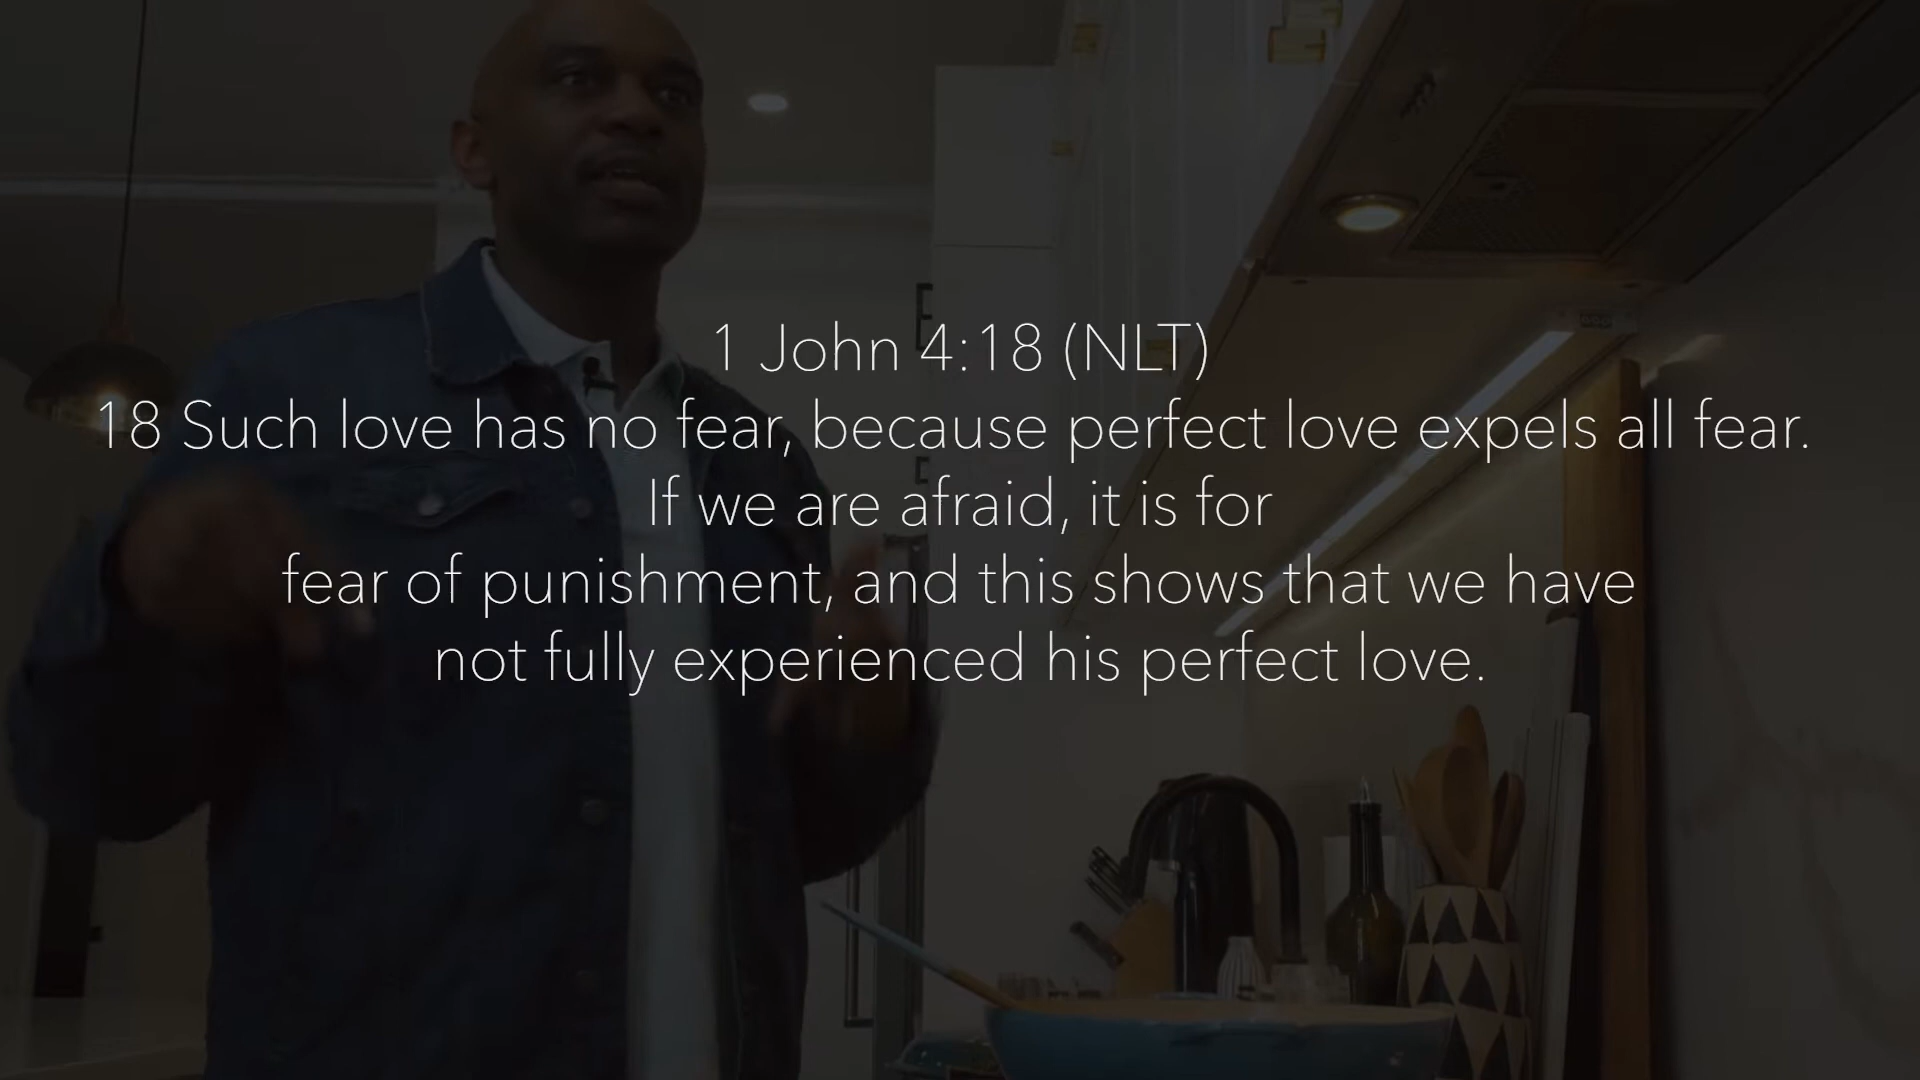 1 John 4:18 (NLT)
18 Such love has no fear, because perfect love expels all fear.
If we are afraid, it is for
fear of punishment, and this shows that we have
not fully experienced his perfect love.